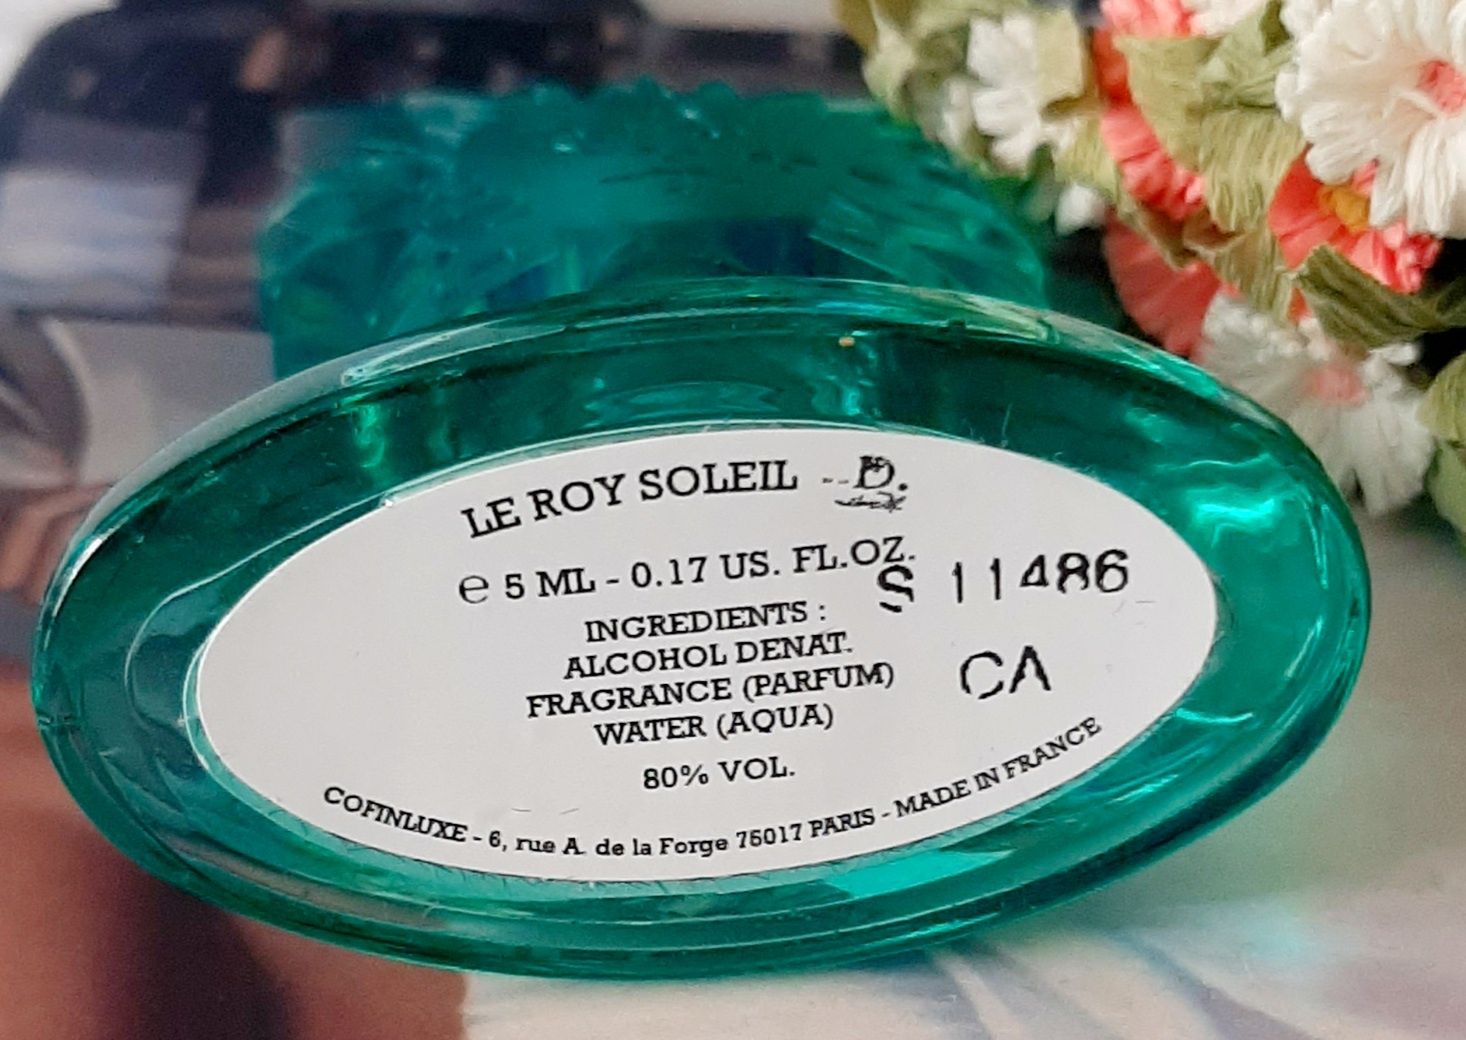 LE ROY SOLEIL -- D.
℮ 5 ML - 0.17 US. FL.OZ.
INGREDIENTS :
S 11486
ALCOHOL DENAT.
FRAGRANCE (PARFUM)
CA
WATER (AQUA)
80% VOL.
COFINLUXE - 6, rue A. de la Forge 75017 PARIS - MADE IN FRANCE